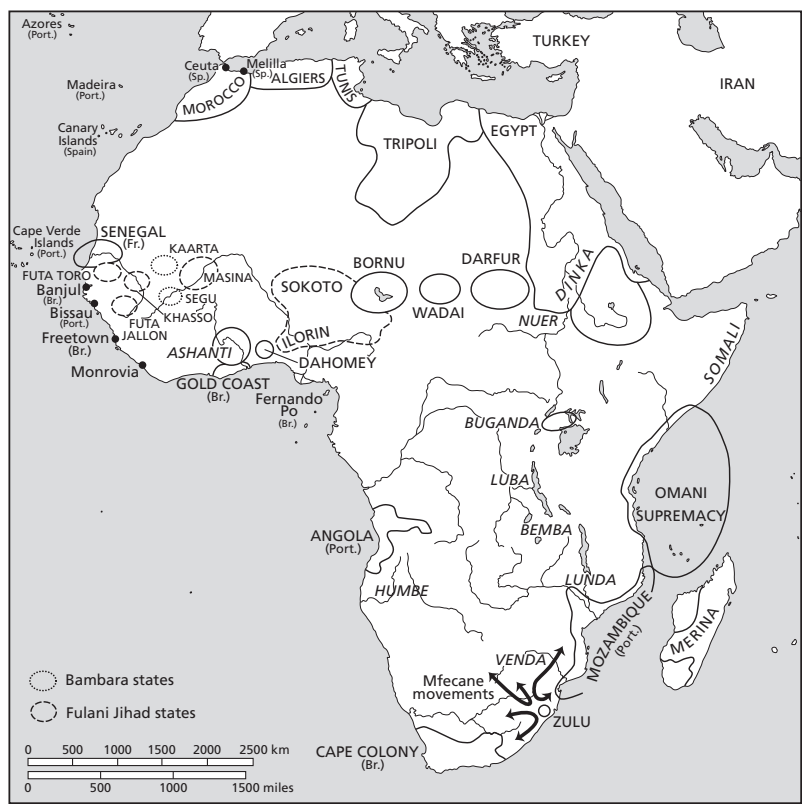 Azores
(Port.)
TURKEY
Ceuta
(Sp.)
Melilla
(Sp.)
ALGIERS
TUNIS
MOROCCO
IRAN
Madeira
(Port.)
Canary
Islands
(Spain)
TRIPOLI
EGYPT
Cape Verde
Islands
(Port.)
SENEGAL
(Fr.)
KAARTA
MASINA
FUTA TORO
Banjul
(Br.)
Bissau
(Port.)
SEGU
KHASSO
FUTA
JALLON
Freetown
(Br.)
Monrovia
SOKOTO
BORNU
WADAI
DARFUR
DINKA
NUER
ILORIN
ASHANTI
DAHOMEY
GOLD COAST
(Br.)
Fernando
Po
(Br.)
SOMALI
BUGANDA
LUBA
OMANI
SUPREMACY
ANGOLA
(Port.)
BEMBA
HUMBE
LUNDA
MOZAMBIQUE
(Port.)
MERINA
VENDA
Mfecane
movements
ZULU
CAPE COLONY
(Br.)
Bambara states
Fulani Jihad states
0 500 1000 1500 2000 2500 km
0 500 1000 1500 miles